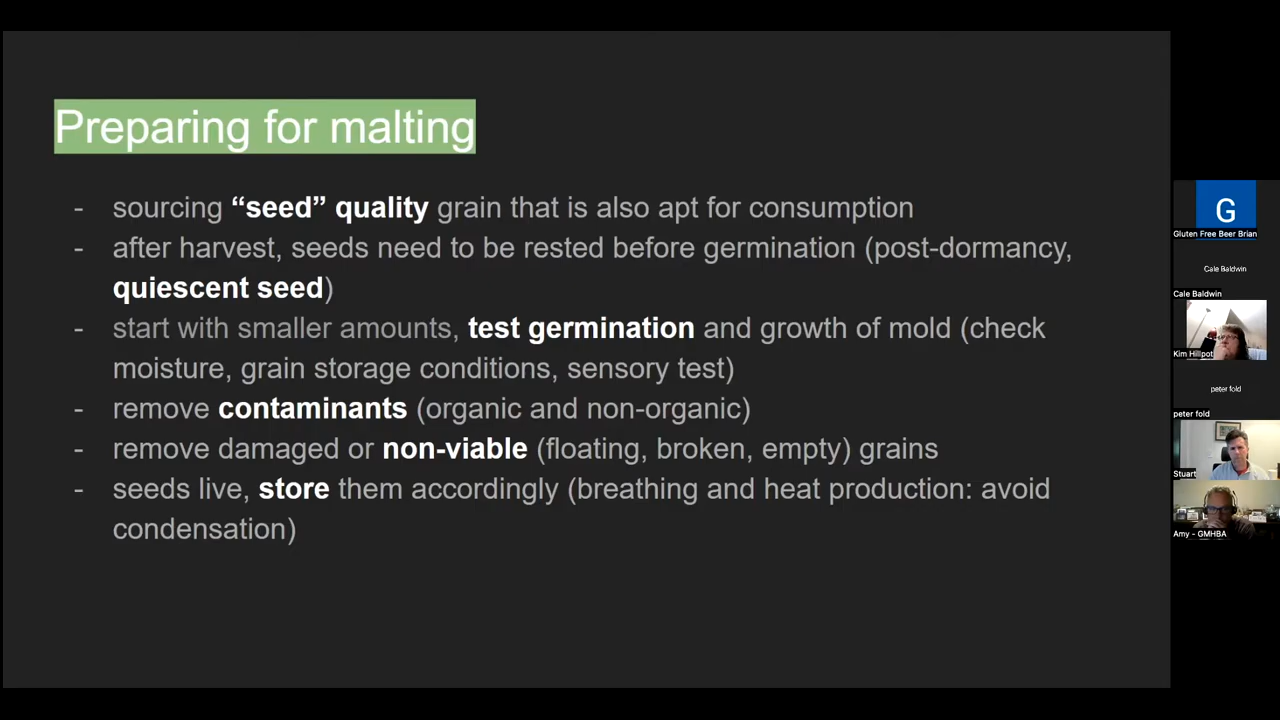 Preparing for malting
- sourcing “seed” quality grain that is also apt for consumption
- after harvest, seeds need to be rested before germination (post-dormancy,
quiescent seed)
- start with smaller amounts, test germination and growth of mold (check
moisture, grain storage conditions, sensory test)
- remove contaminants (organic and non-organic)
- remove damaged or non-viable (floating, broken, empty) grains
- seeds live, store them accordingly (breathing and heat production: avoid
condensation)
G
Gluten Free Beer Brian
Cale Baldwin
Cale Baldwin
Kim Hillpot
peter fold
peter fold
Stuart
Amy - GMHBA